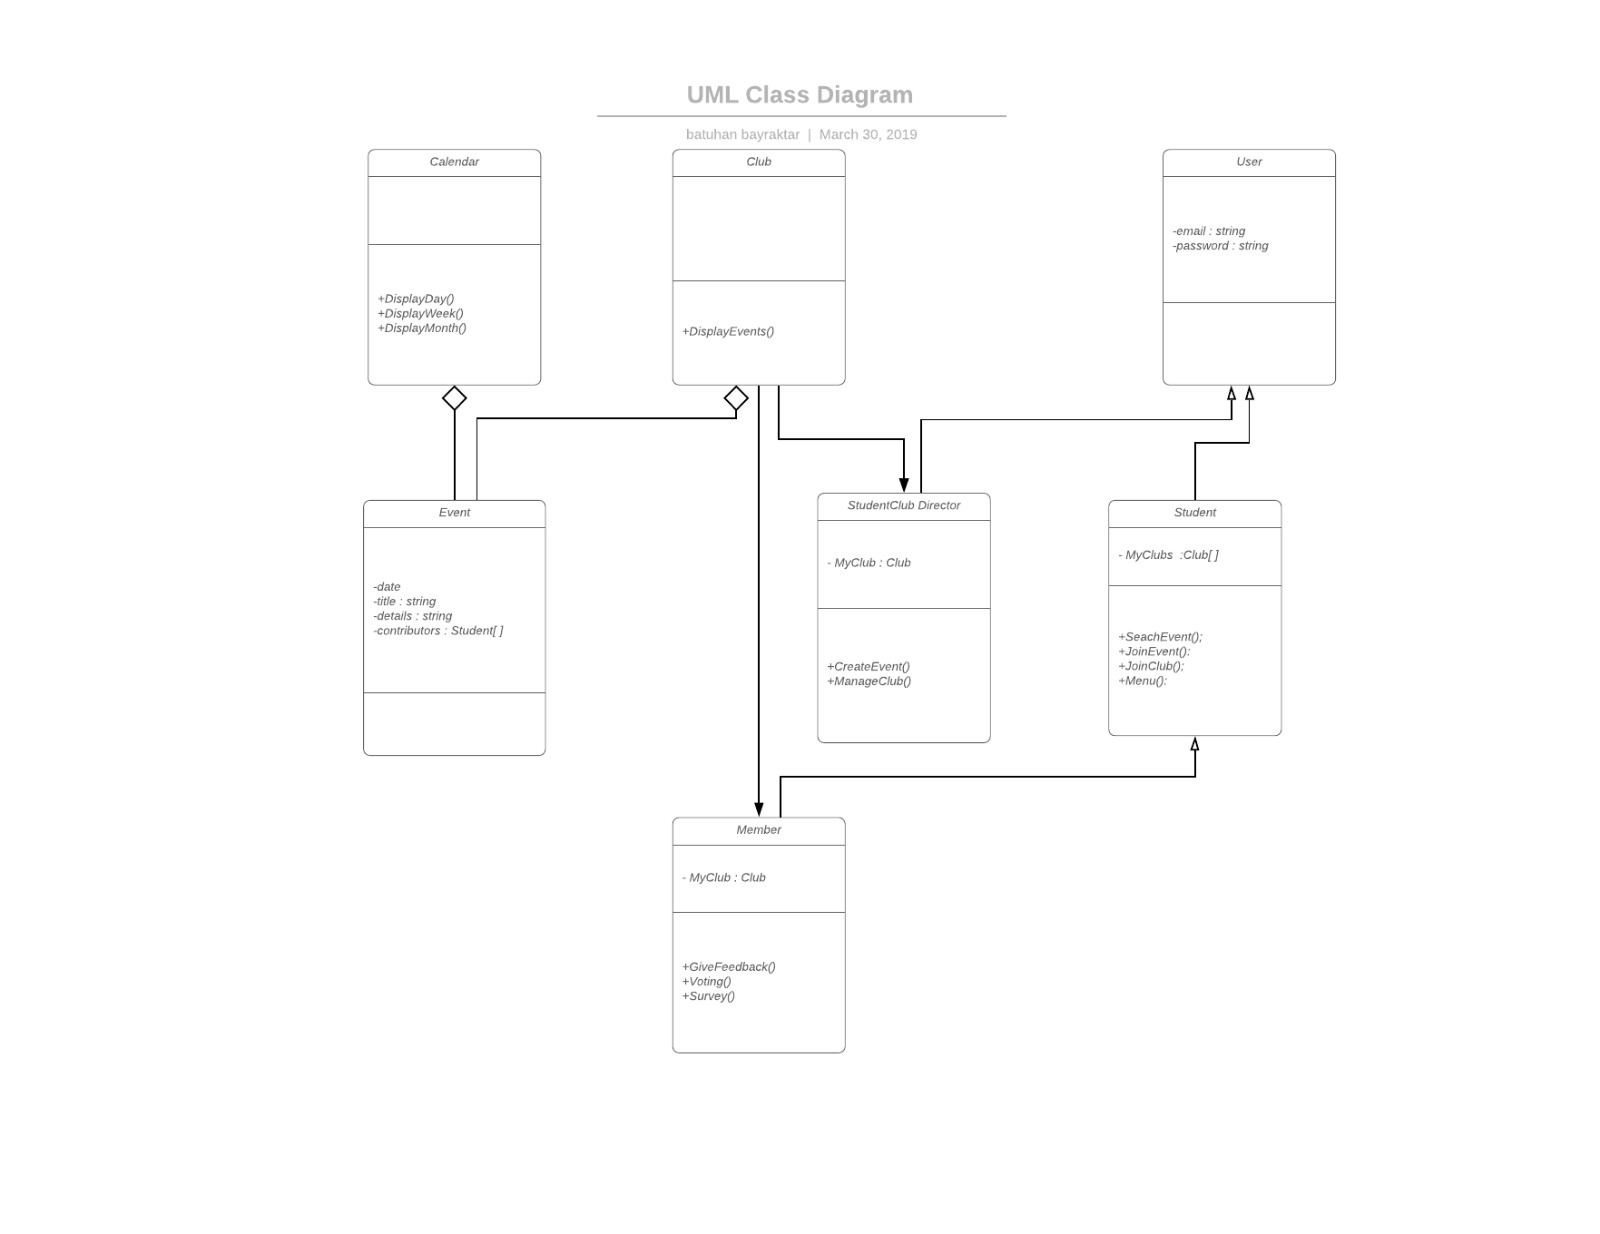 UML Class Diagram
batuhan bayraktar | March 30, 2019
Calendar
+DisplayDay()
+DisplayWeek()
+DisplayMonth()
Club
+DisplayEvents()
User
-email : string
-password : string
Event
-date
-title : string
-details : string
-contributors : Student[ ]
StudentClub Director
- MyClub : Club
+CreateEvent()
+ManageClub()
Student
- MyClubs  :Club[ ]
+SeachEvent();
+JoinEvent():
+JoinClub();
+Menu():
Member
- MyClub : Club
+GiveFeedback()
+Voting()
+Survey()